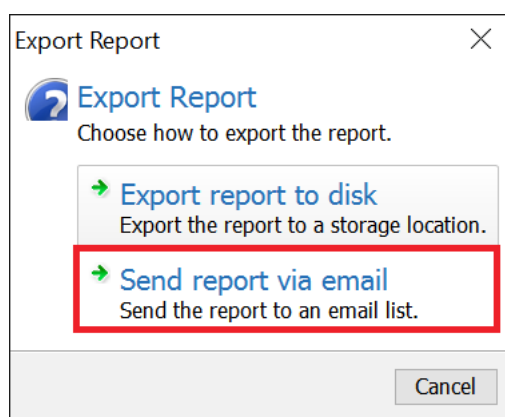 Export Report
Export Report
Choose how to export the report.
Export report to disk
Export the report to a storage location.
Send report via email
Send the report to an email list.
Cancel